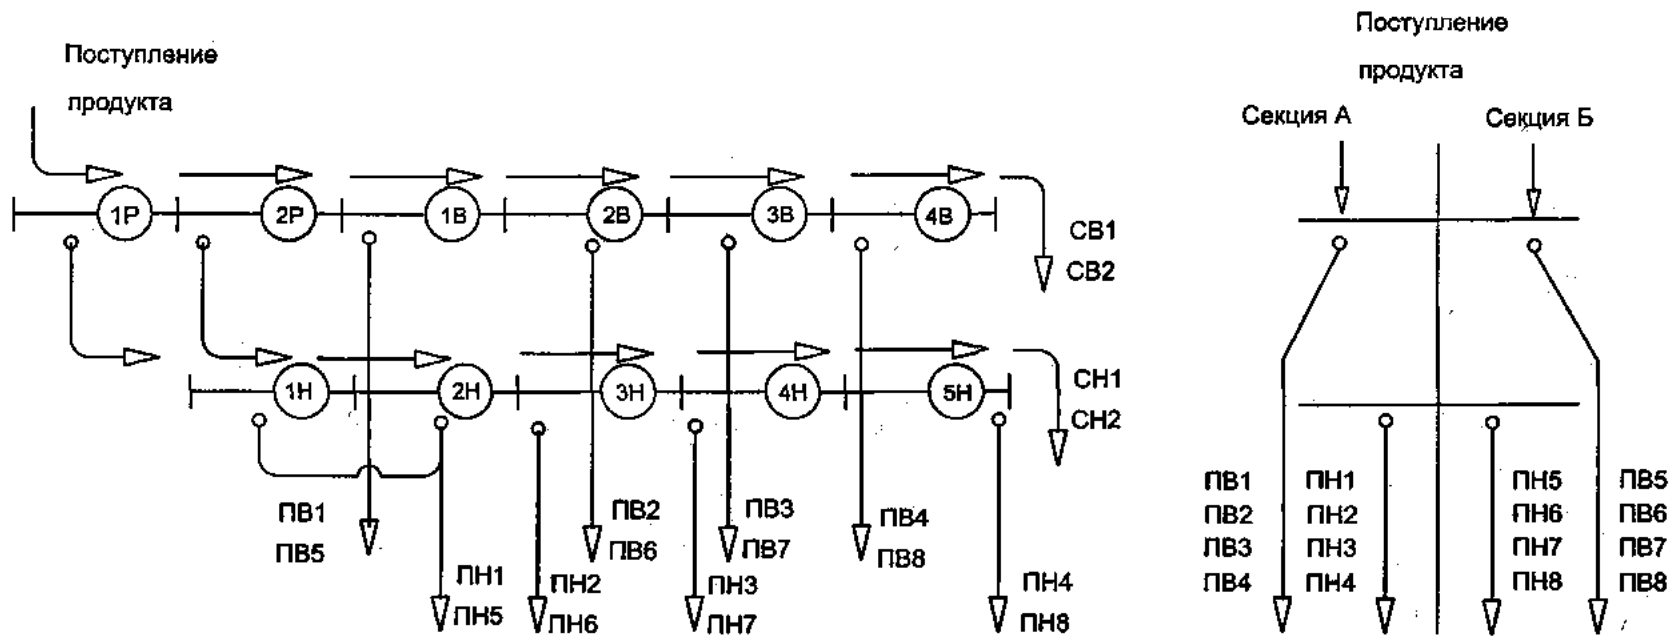 Поступление
продукта
1Р
2Р
1В
2В
3В
4В
СВ1
СВ2
1Н
2Н
3Н
4Н
5Н
СН1
СН2
ПВ1
ПВ5
ПН1
ПН5
ПН2
ПН6
ПВ2
ПВ6
ПН3
ПН7
ПВ3
ПВ7
ПВ4
ПВ8
ПН4
ПН8
Поступление
продукта
Секция А
Секция Б
ПВ1 ПН1 ПН5 ПВ5
ПВ2 ПН2 ПН6 ПВ6
ПВ3 ПН3 ПН7 ПВ7
ПВ4 ПН4 ПН8 ПВ8